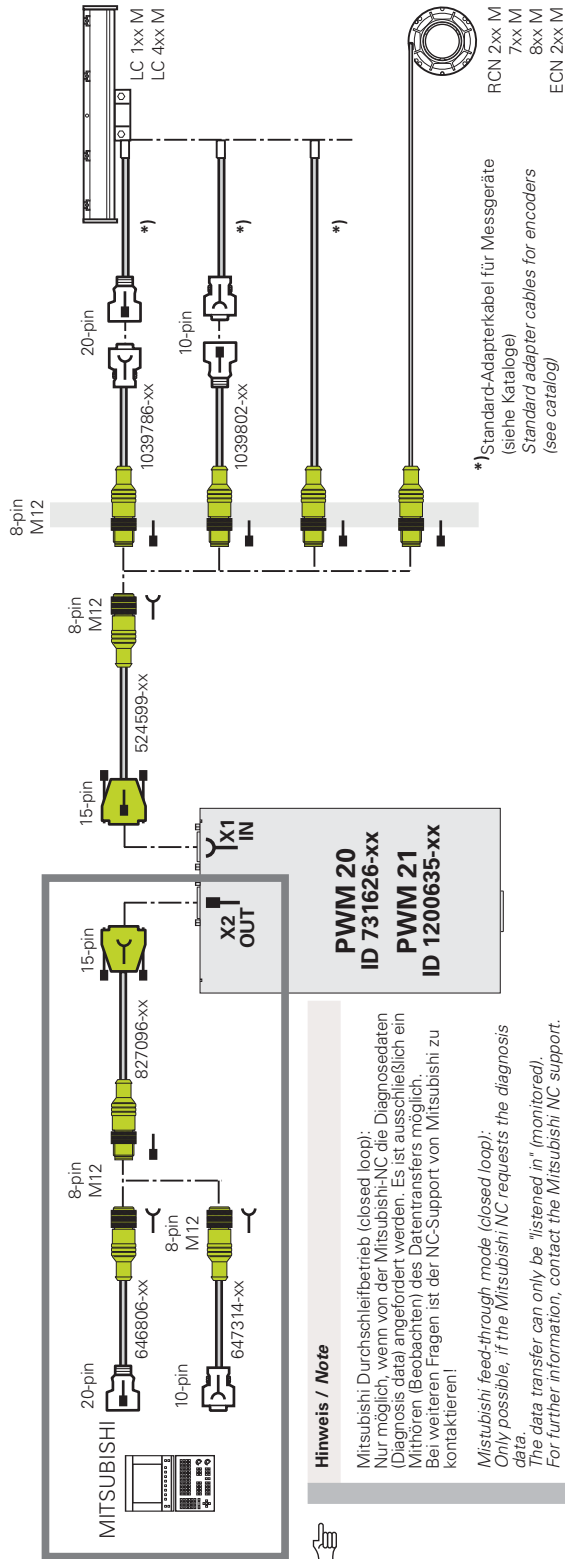 MITSUBISHI
20-pin
646806-xx
10-pin
647314-xx
8-pin
M12
8-pin
M12
827096-xx
15-pin
X2
OUT
X1
IN
PWM 20
ID 731626-xx
PWM 21
ID 1200635-xx
15-pin
524599-xx
8-pin
M12
8-pin
M12
1039786-xx
20-pin
*)
1039802-xx
10-pin
*)
*)
LC 1xx M
LC 4xx M
RCN 2xx M
7xx M
8xx M
ECN 2xx M
*)Standard-Adapterkabel für Messgeräte
(siehe Kataloge)
Standard adapter cables for encoders
(see catalog)
Hinweis / Note
Mitsubishi Durchschleifbetrieb (closed loop):
Nur möglich, wenn von der Mitsubishi-NC die Diagnosedaten
(Diagnosis data) angefordert werden. Es ist ausschließlich ein
Mithören (Beobachten) des Datentransfers möglich.
Bei weiteren Fragen ist der NC-Support von Mitsubishi zu
kontaktieren!
Mistubishi feed-through mode (closed loop):
Only possible, if the Mitsubishi NC requests the diagnosis
data.
The data transfer can only be "listened in" (monitored).
For further information, contact the Mitsubishi NC support.